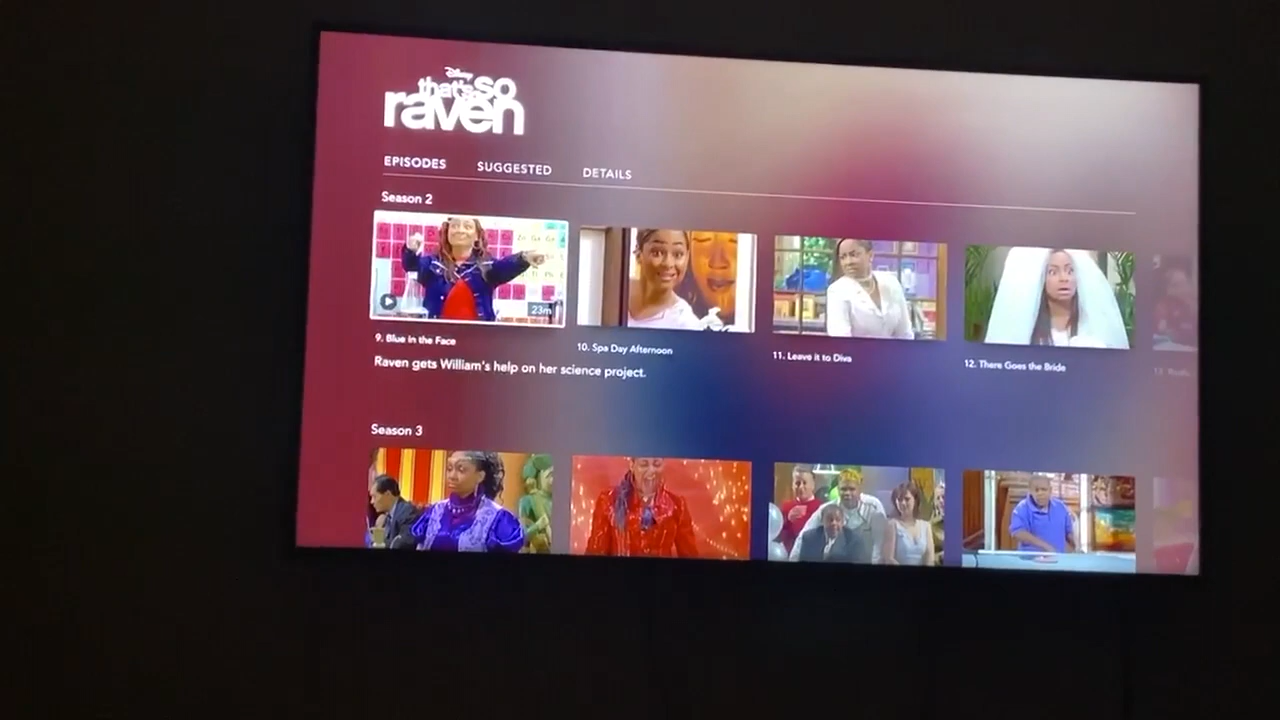 Disney
that's so
raven
EPISODES SUGGESTED DETAILS
Season 2
23m
9. Blue in the Face
10. Spa Day Afternoon
11. Leave it to Diva
12. There Goes the Bride
Raven gets William's help on her science project.
Season 3